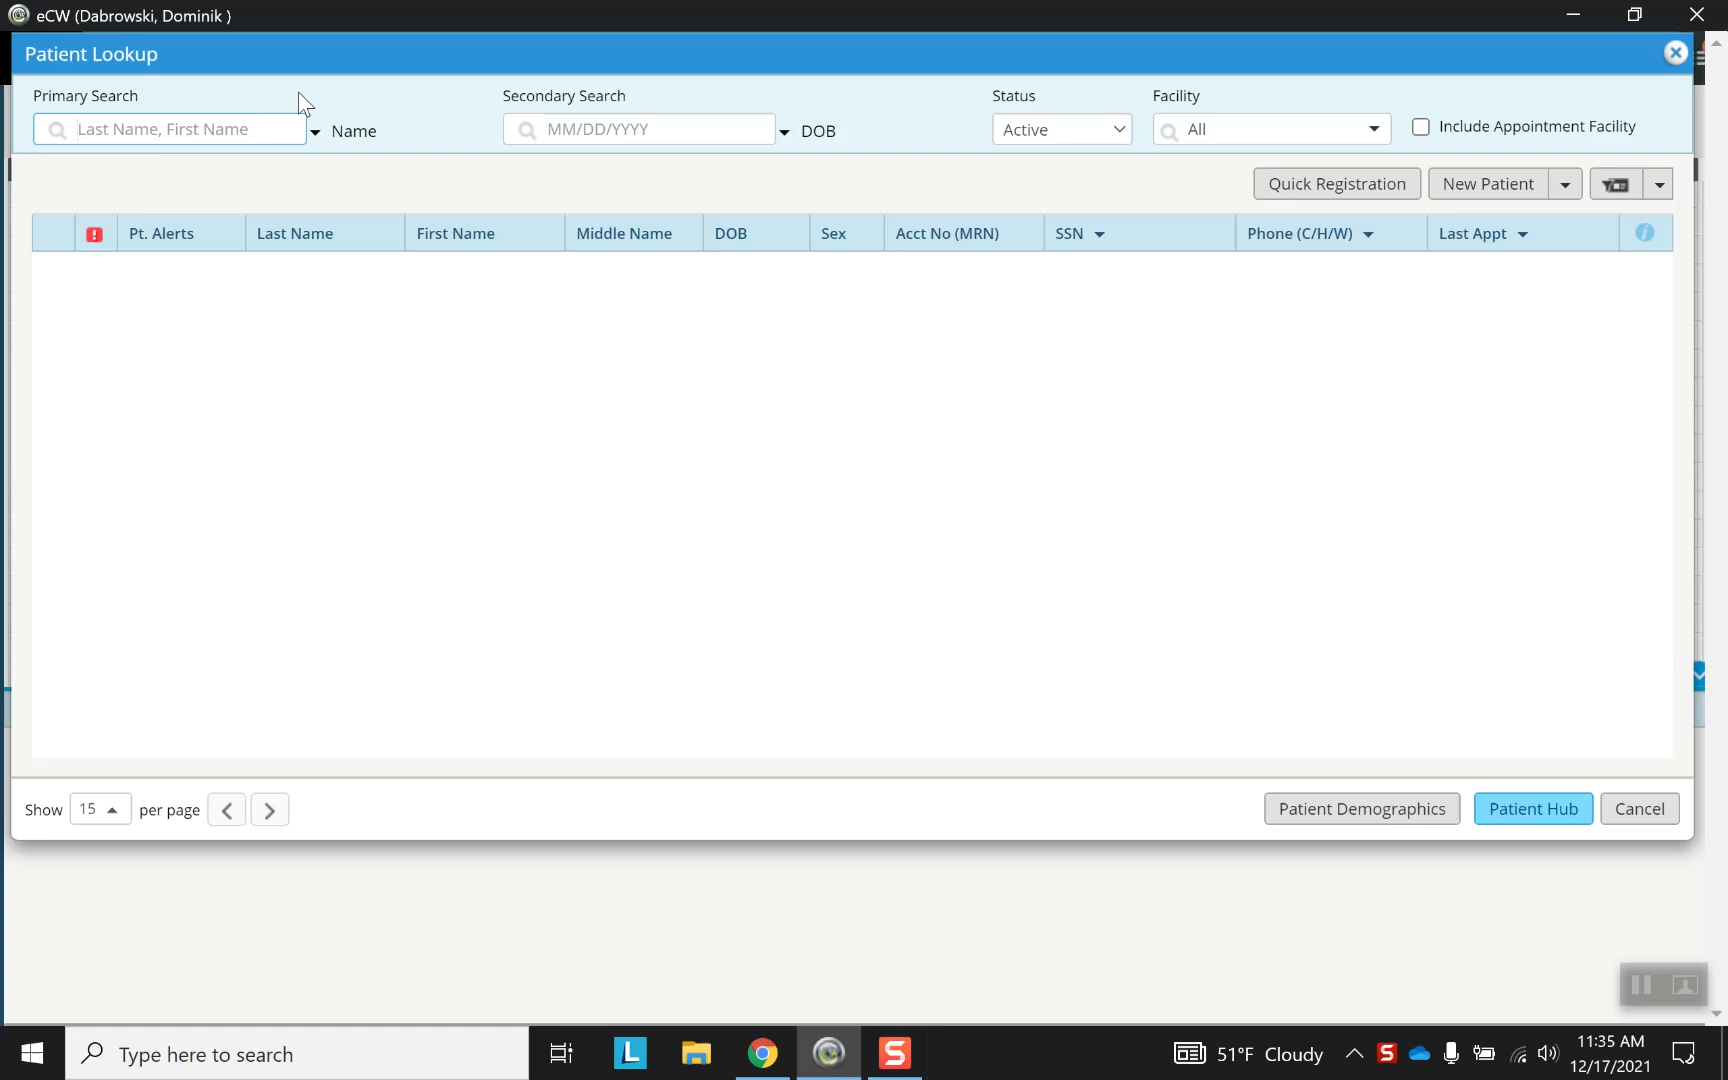 eCW (Dabrowski, Dominik )
Patient Lookup
Primary Search
Secondary Search
Status
Facility
Last Name, First Name
Name
MM/DD/YYYY
DOB
Active
All
Include Appointment Facility
Quick Registration
New Patient
Pt. Alerts
Last Name
First Name
Middle Name
DOB
Sex
Acct No (MRN)
SSN
Phone (C/H/W)
Last Appt
Show 15 per page
Patient Demographics
Patient Hub
Cancel
Type here to search
L
S
51°F Cloudy
S
11:35 AM
12/17/2021